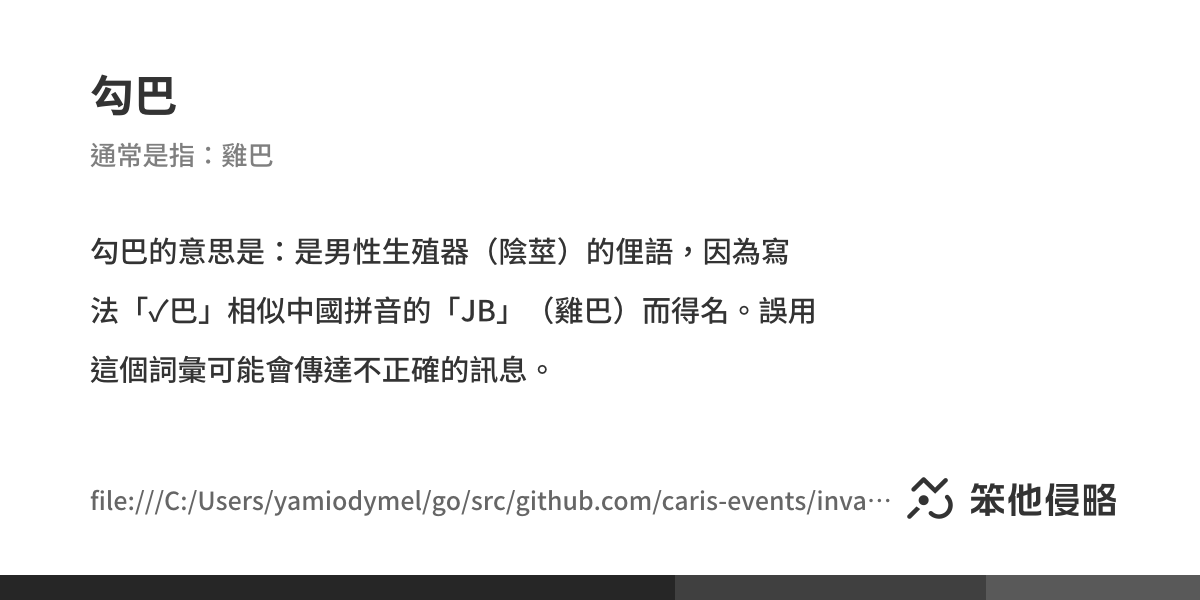 勾巴
通常是指：雞巴
勾巴的意思是：是男性生殖器（陰莖）的俚語，因為寫
法「✓巴」相似中國拼音的「JB」（雞巴）而得名。誤用
這個詞彙可能會傳達不正確的訊息。
file:///C:/Users/yamiodymel/go/src/github.com/caris-events/inva…
笨他侵略